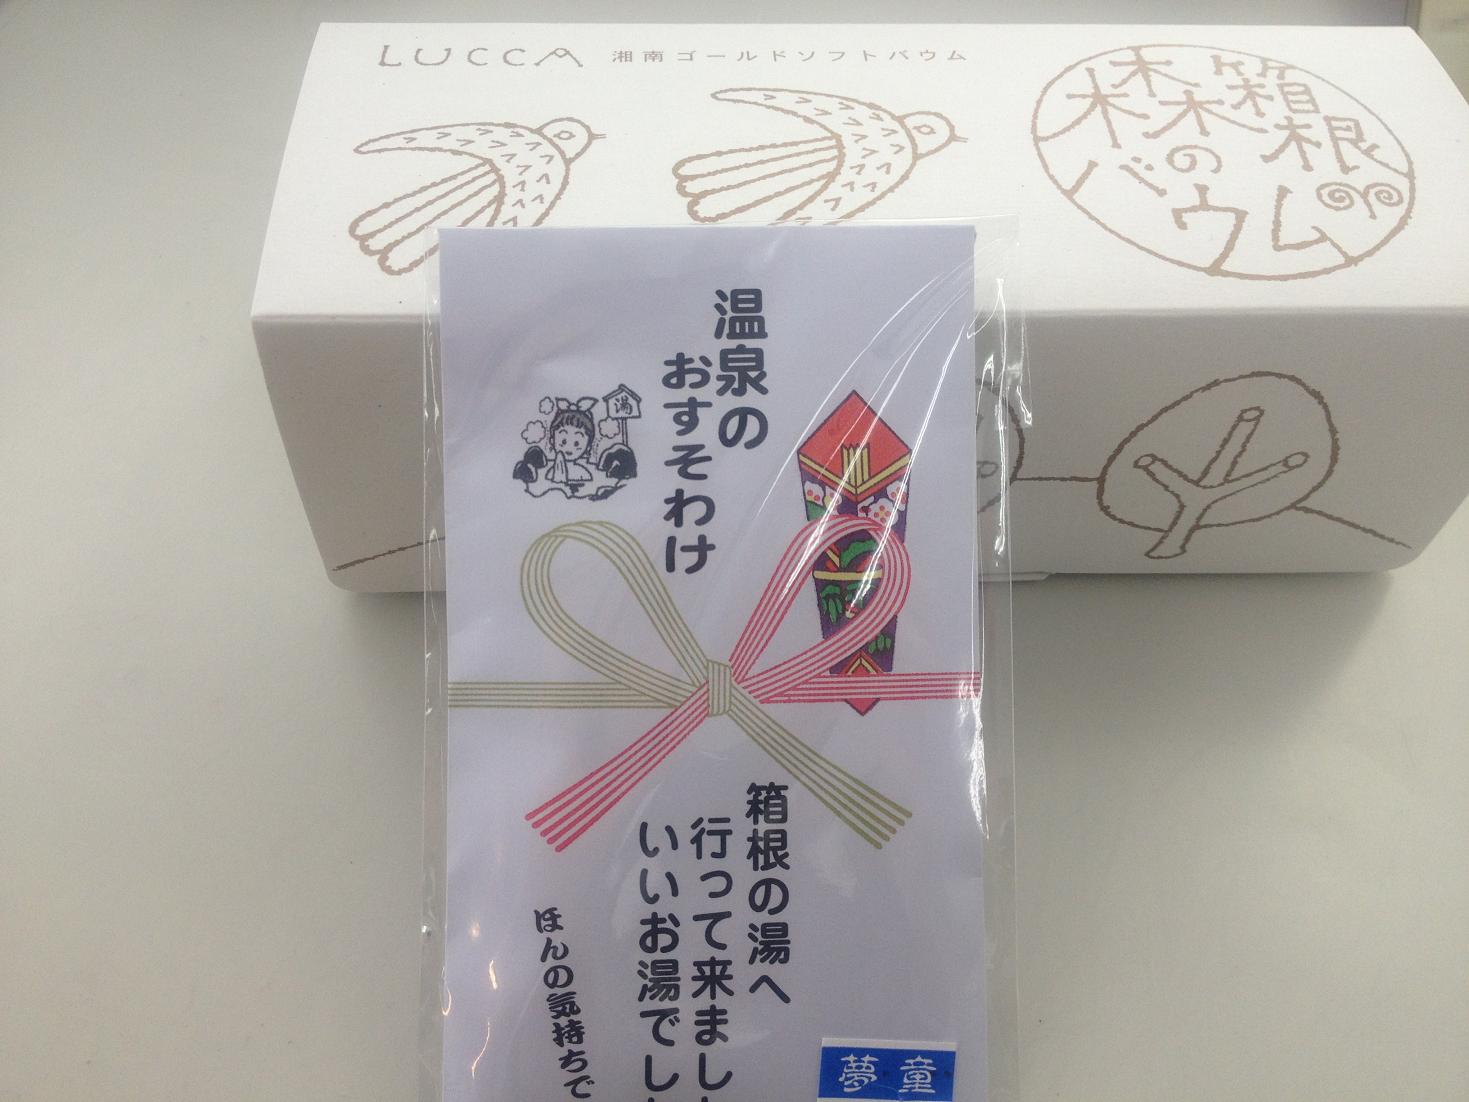 LUCCA 湘南ゴールドソフトバウム
箱根
森の
バウム
温泉の
おすそわけ
湯
箱根の湯へ
行って来まし
いいお湯でし
ほんの気持ちで
夢童